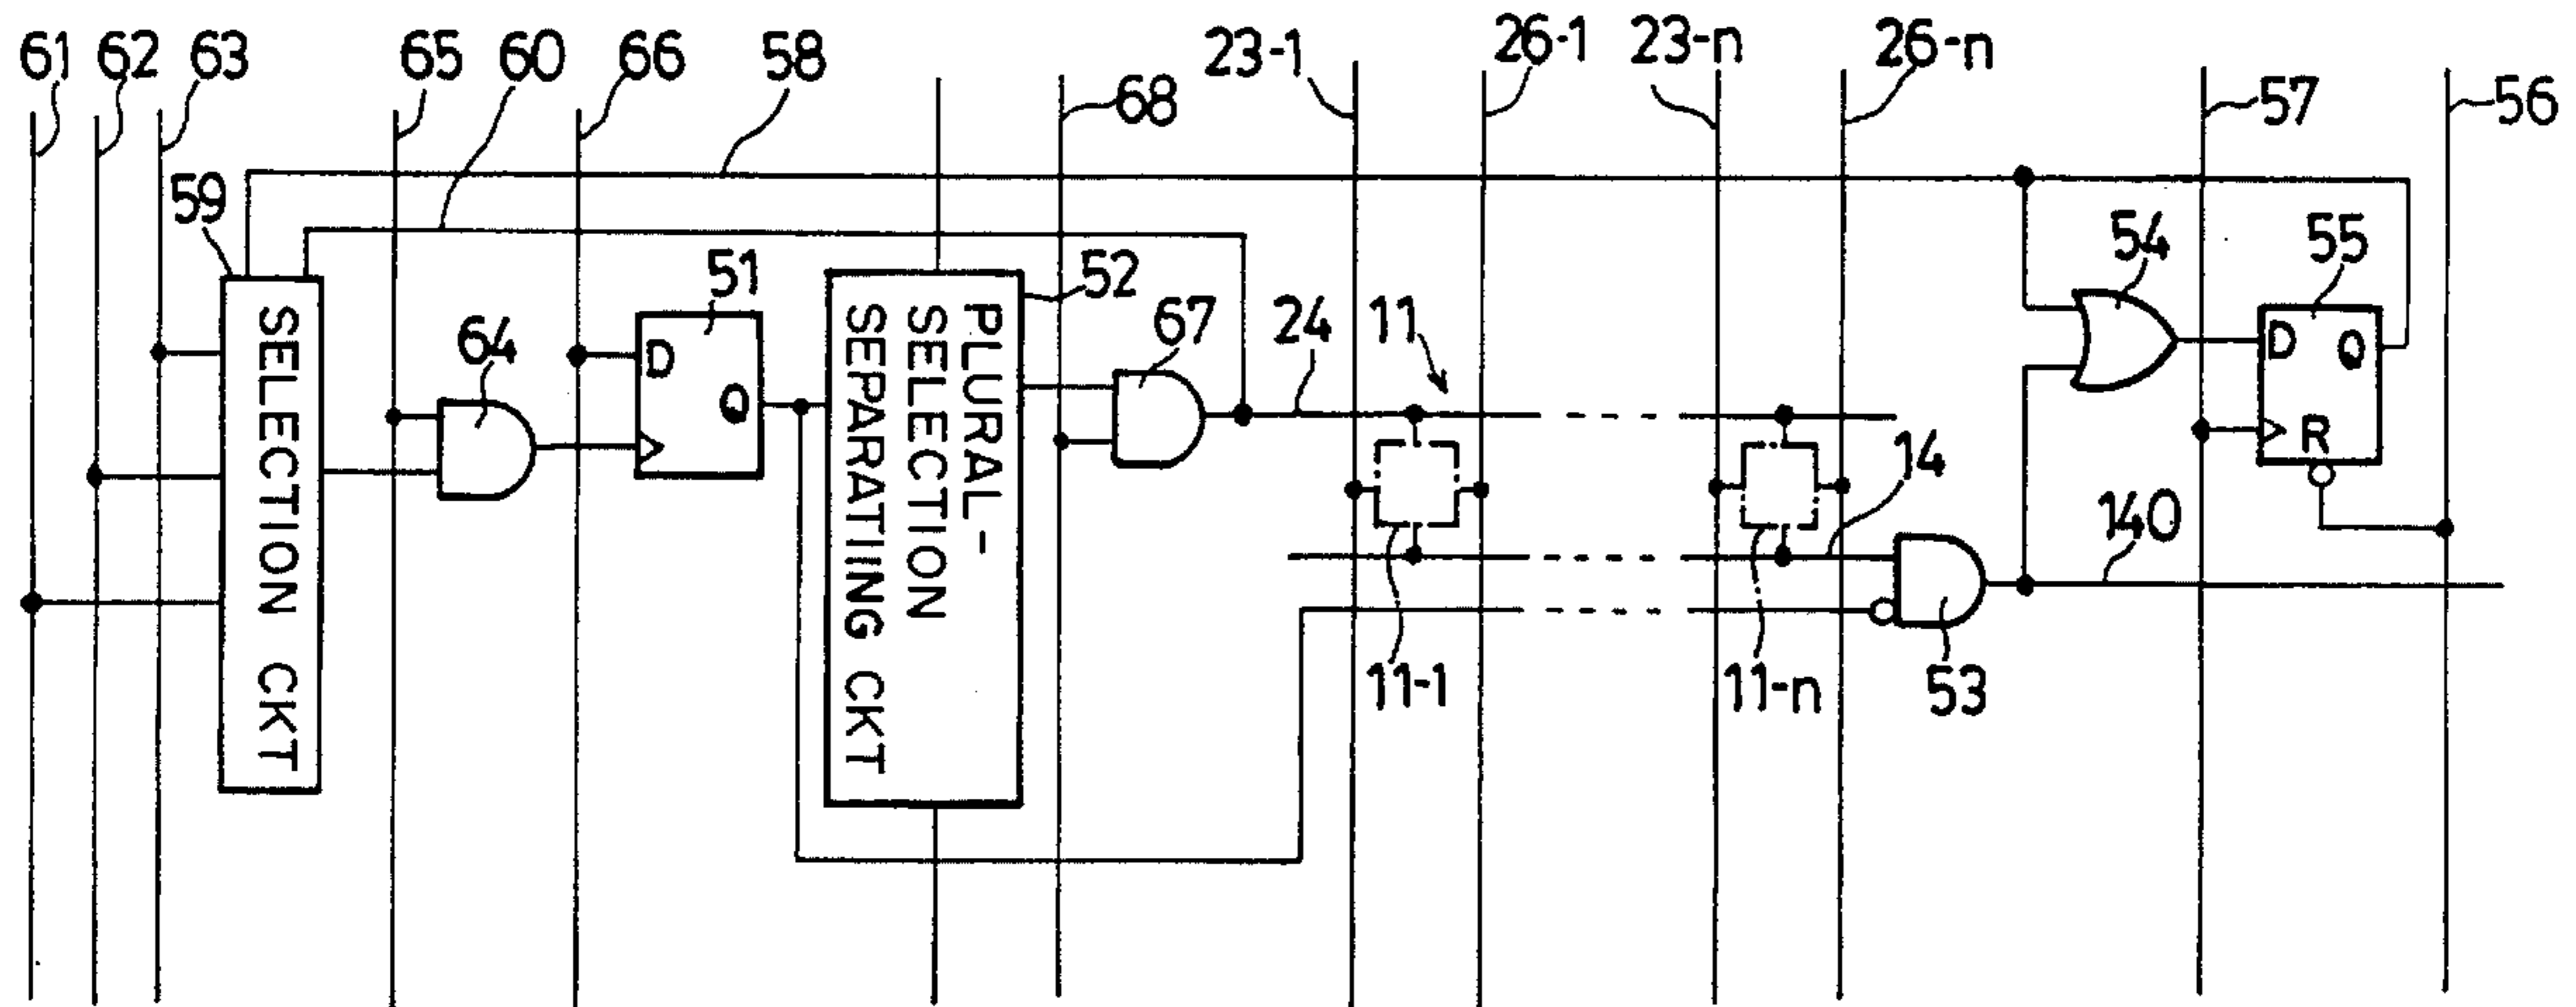 61
62
63
65
60
66
58
68
23-1
26-1
23-n
26-n
57
56
59
64
51
52
67
24
11
54
55
14
140
D
Q
D
Q
R
SELECTION CKT
PLURAL-
SELECTION
SEPARATIING CKT
11-1
11-n
53